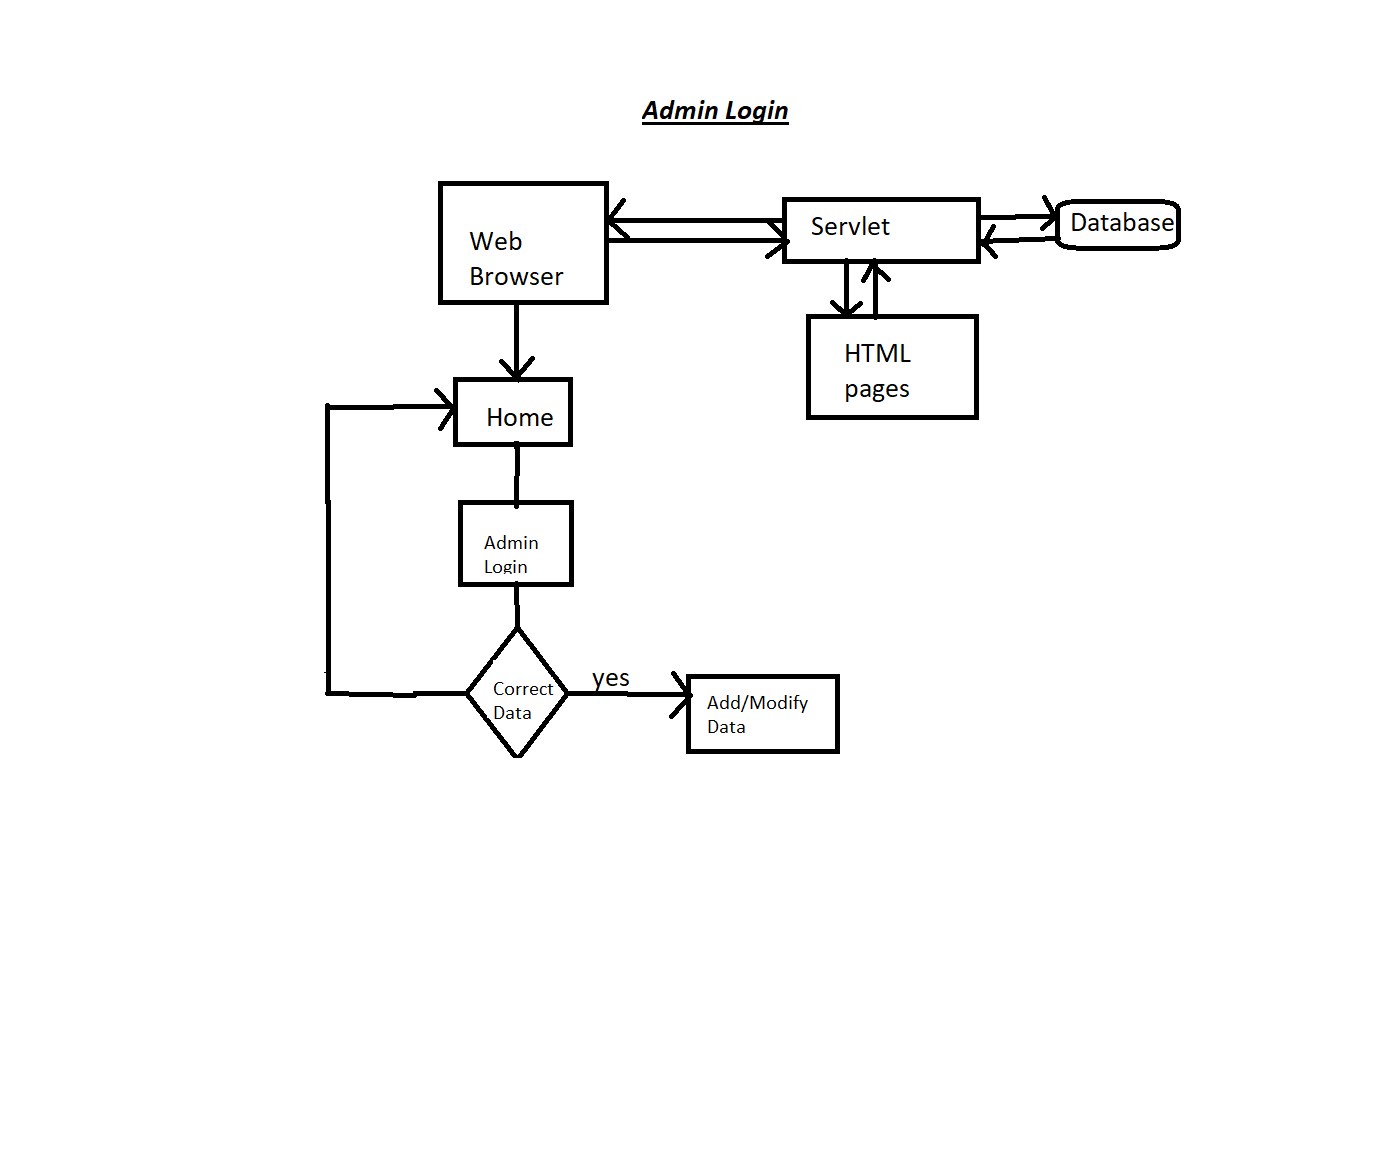 Admin Login
Web
Browser
Servlet
Database
HTML
pages
Home
Admin
Login
Correct
Data
yes
Add/Modify
Data